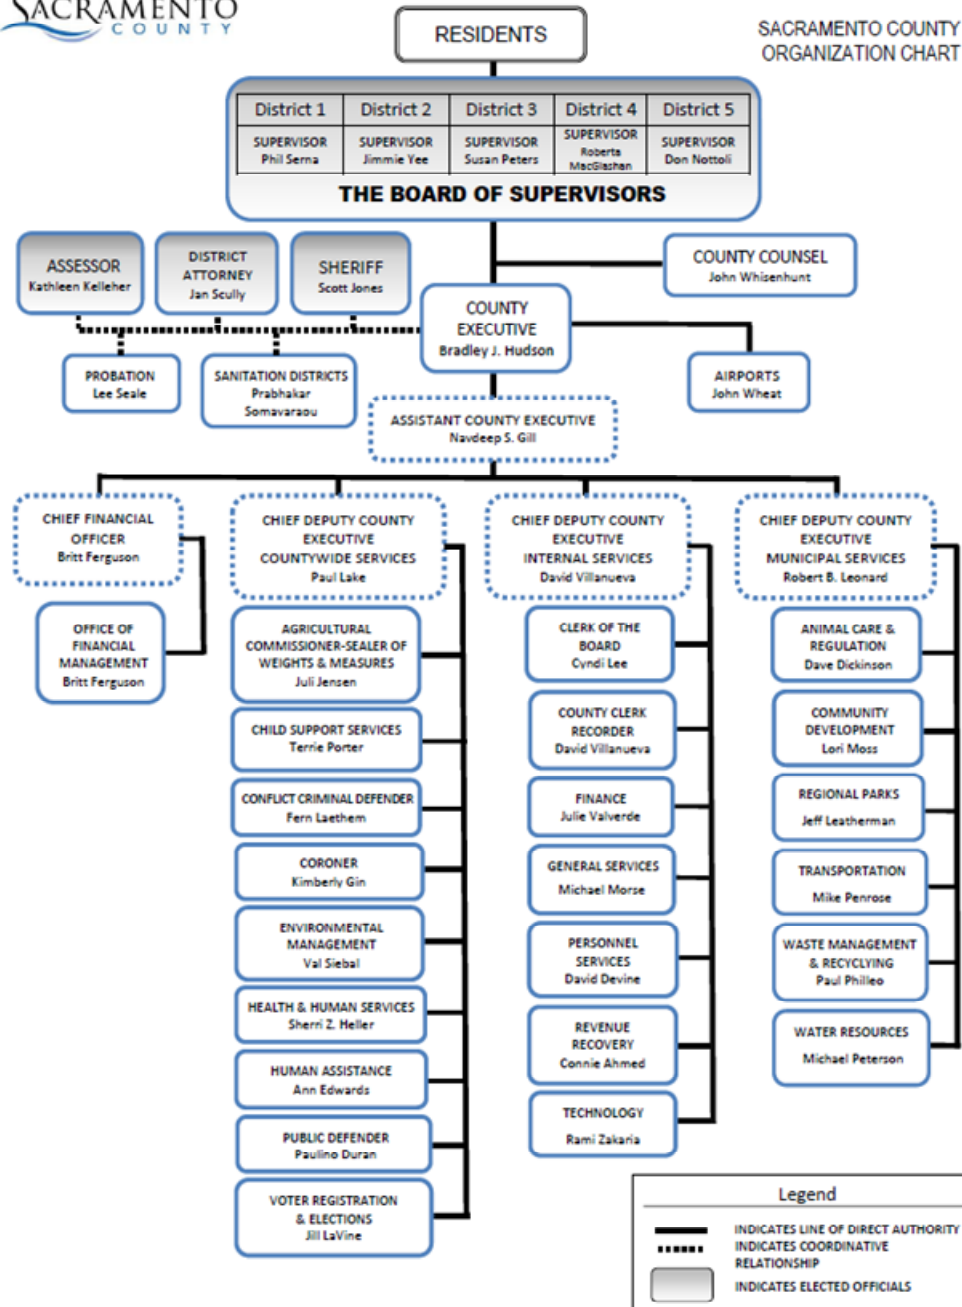 SACRAMENTO
COUNTY
RESIDENTS
SACRAMENTO COUNTY
ORGANIZATION CHART
District 1
District 2
District 3
District 4
District 5
SUPERVISOR
Phil Serna
SUPERVISOR
Jimmie Yee
SUPERVISOR
Susan Peters
SUPERVISOR
Roberta
MacGlashan
SUPERVISOR
Don Nottoli
THE BOARD OF SUPERVISORS
ASSESSOR
Kathleen Kelleher
DISTRICT
ATTORNEY
Jan Scully
SHERIFF
Scott Jones
COUNTY COUNSEL
John Whisenhunt
COUNTY
EXECUTIVE
Bradley J. Hudson
PROBATION
Lee Seale
SANITATION DISTRICTS
Prabhakar
Somavaraou
AIRPORTS
John Wheat
ASSISTANT COUNTY EXECUTIVE
Navdeep S. Gill
CHIEF FINANCIAL
OFFICER
Britt Ferguson
OFFICE OF
FINANCIAL
MANAGEMENT
Britt Ferguson
CHIEF DEPUTY COUNTY
EXECUTIVE
COUNTYWIDE SERVICES
Paul Lake
AGRICULTURAL
COMMISSIONER-SEALER OF
WEIGHTS & MEASURES
Juli Jensen
CHILD SUPPORT SERVICES
Terrie Porter
CONFLICT CRIMINAL DEFENDER
Fern Laethem
CORONER
Kimberly Gin
ENVIRONMENTAL
MANAGEMENT
Val Siebal
HEALTH & HUMAN SERVICES
Sherri Z. Heller
HUMAN ASSISTANCE
Ann Edwards
PUBLIC DEFENDER
Paulino Duran
VOTER REGISTRATION
& ELECTIONS
Jill LaVine
CHIEF DEPUTY COUNTY
EXECUTIVE
INTERNAL SERVICES
David Villanueva
CLERK OF THE
BOARD
Cyndi Lee
COUNTY CLERK
RECORDER
David Villanueva
FINANCE
Julie Valverde
GENERAL SERVICES
Michael Morse
PERSONNEL
SERVICES
David Devine
REVENUE
RECOVERY
Connie Ahmed
TECHNOLOGY
Rami Zakaria
CHIEF DEPUTY COUNTY
EXECUTIVE
MUNICIPAL SERVICES
Robert B. Leonard
ANIMAL CARE &
REGULATION
Dave Dickinson
COMMUNITY
DEVELOPMENT
Lori Moss
REGIONAL PARKS
Jeff Leatherman
TRANSPORTATION
Mike Penrose
WASTE MANAGEMENT
& RECYCLYING
Paul Philleo
WATER RESOURCES
Michael Peterson
Legend
INDICATES LINE OF DIRECT AUTHORITY
INDICATES COORDINATIVE
RELATIONSHIP
INDICATES ELECTED OFFICIALS